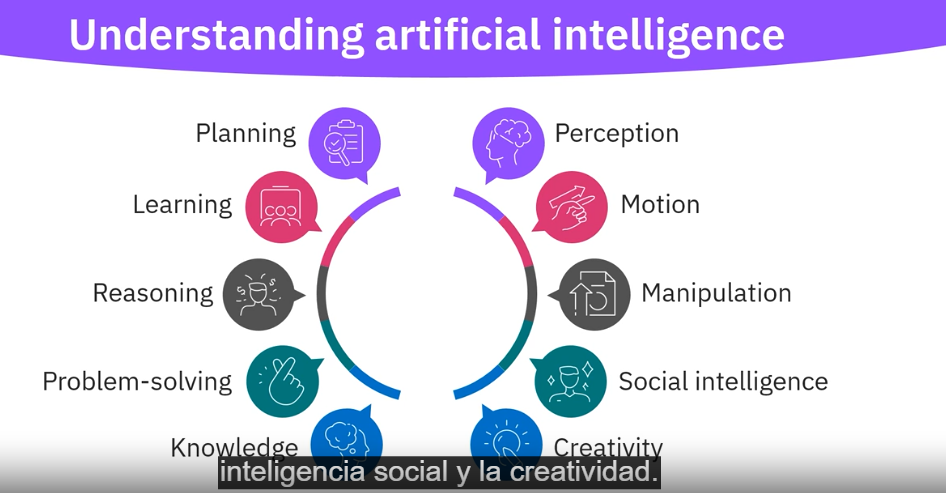 Understanding artificial intelligence
Planning
Perception
Learning
Motion
Reasoning
Manipulation
Problem-solving
Social intelligence
Knowledge
Creativity
inteligencia social y la creatividad.